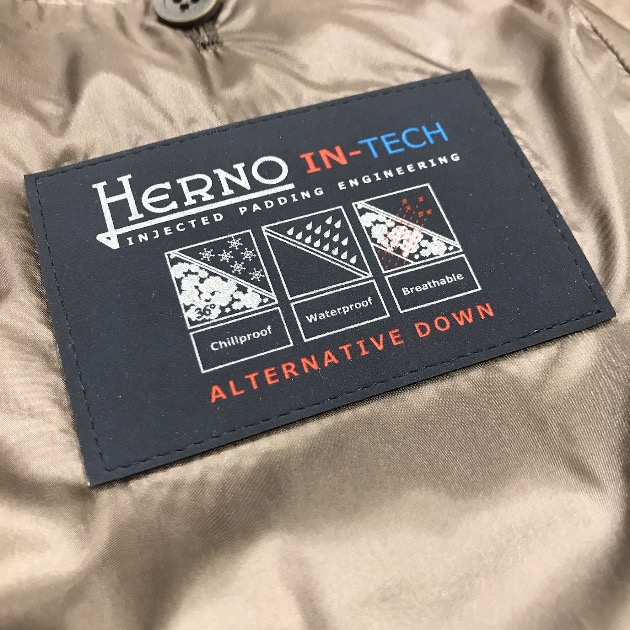 HERNO IN-TECH
INJECTED PADDING ENGINEERING
36°
Chillproof
Waterproof
Breathable
ALTERNATIVE DOWN